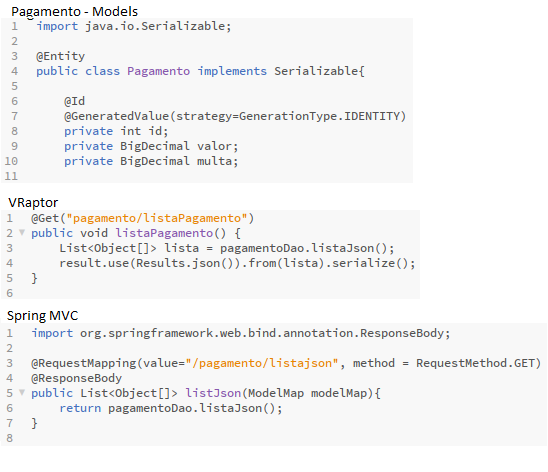 Pagamento - Models
1 import java.io.Serializable;
2
3 @Entity
4 public class Pagamento implements Serializable{
5
6 @Id
7 @GeneratedValue(strategy=GenerationType.IDENTITY)
8 private int id;
9 private BigDecimal valor;
10 private BigDecimal multa;
11
VRaptor
1 @Get("pagamento/listaPagamento")
2 public void listaPagamento() {
3 List<Object[]> lista = pagamentoDao.listaJson();
4 result.use(Results.json()).from(lista).serialize();
5 }
6
Spring MVC
1 import org.springframework.web.bind.annotation.ResponseBody;
2
3 @RequestMapping(value="/pagamento/listajson", method = RequestMethod.GET)
4 @ResponseBody
5 public List<Object[]> listJson(ModelMap modelMap){
6 return pagamentoDao.listaJson();
7 }
8